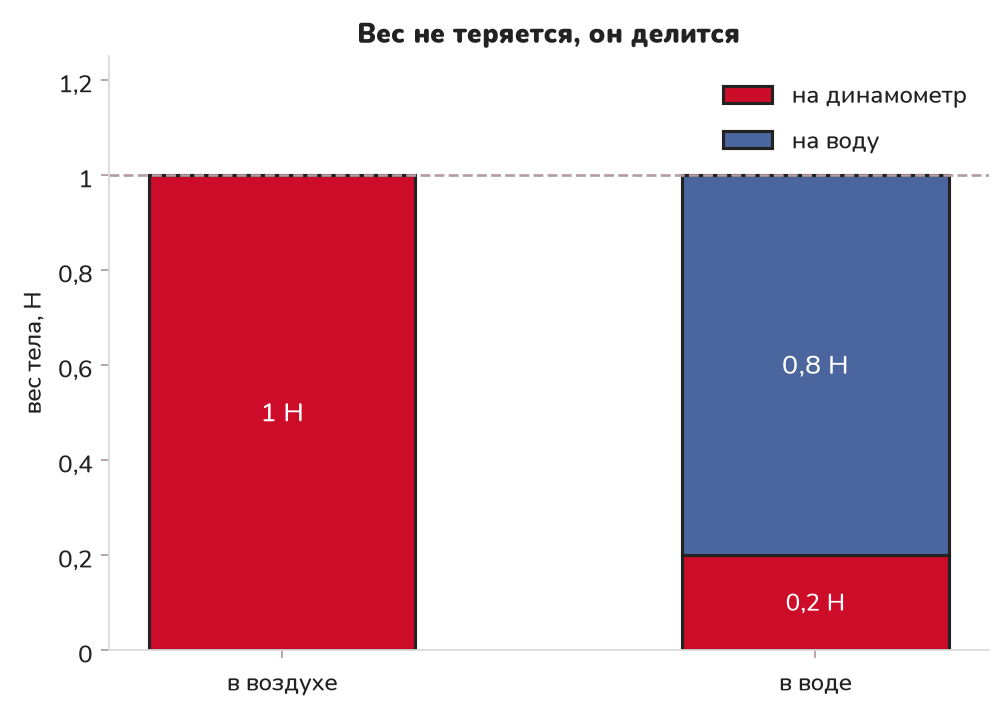 Вес не теряется, он делится
на динамометр
на воду
вес тела, Н
1,2
1
0,8
0,6
0,4
0,2
0
1 Н
0,8 Н
0,2 Н
в воздухе
в воде